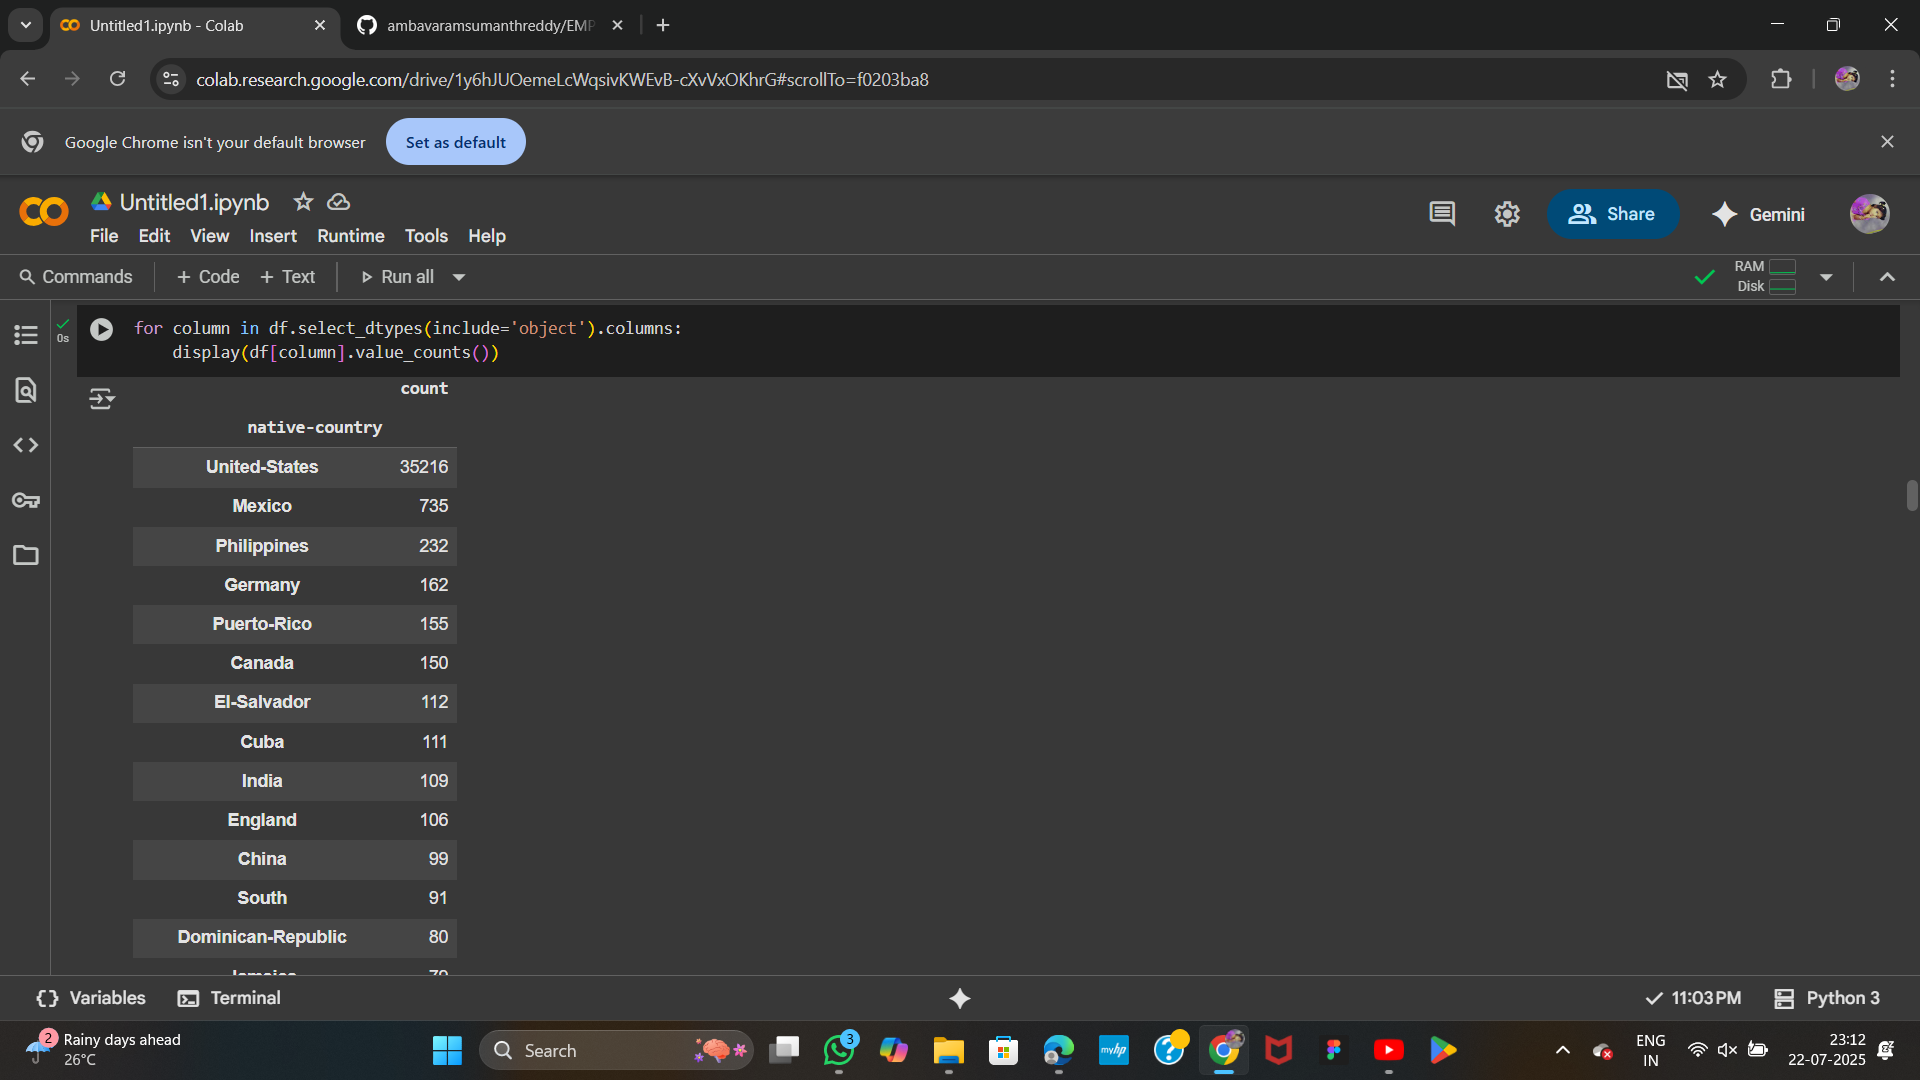 Untitled1.ipynb - Colab
ambavaramsumanthreddy/EMP
colab.research.google.com/drive/1y6hJUOemeLcWqsivKWEvB-cXvVxOKhrG#scrollTo=f0203ba8
Google Chrome isn't your default browser
Set as default
Untitled1.ipynb
Share
Gemini
File Edit View Insert Runtime Tools Help
Commands + Code + Text Run all
RAM
Disk
0s
for column in df.select_dtypes(include='object').columns:
display(df[column].value_counts())
count
native-country
United-States 35216
Mexico 735
Philippines 232
Germany 162
Puerto-Rico 155
Canada 150
El-Salvador 112
Cuba 111
India 109
England 106
China 99
South 91
Dominican-Republic 80
Variables Terminal
11:03 PM Python 3
2
Rainy days ahead
26°C
Search
3
myhp
ENG
IN
23:12
22-07-2025